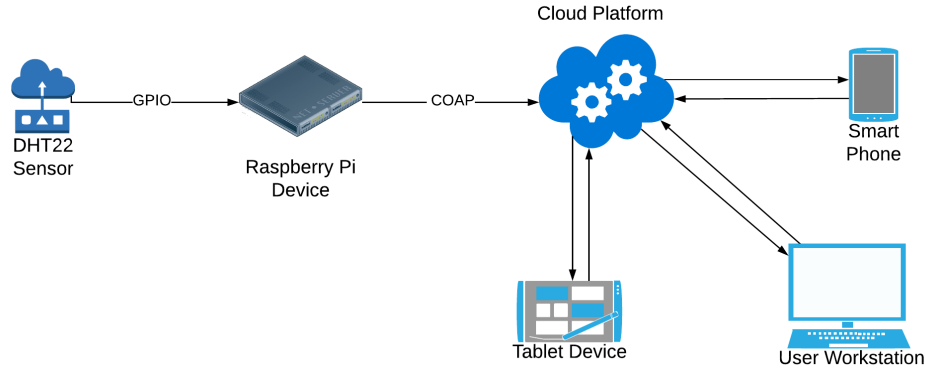 Cloud Platform
GPIO
COAP
DHT22
Sensor
Raspberry Pi
Device
Smart
Phone
Tablet Device
User Workstation